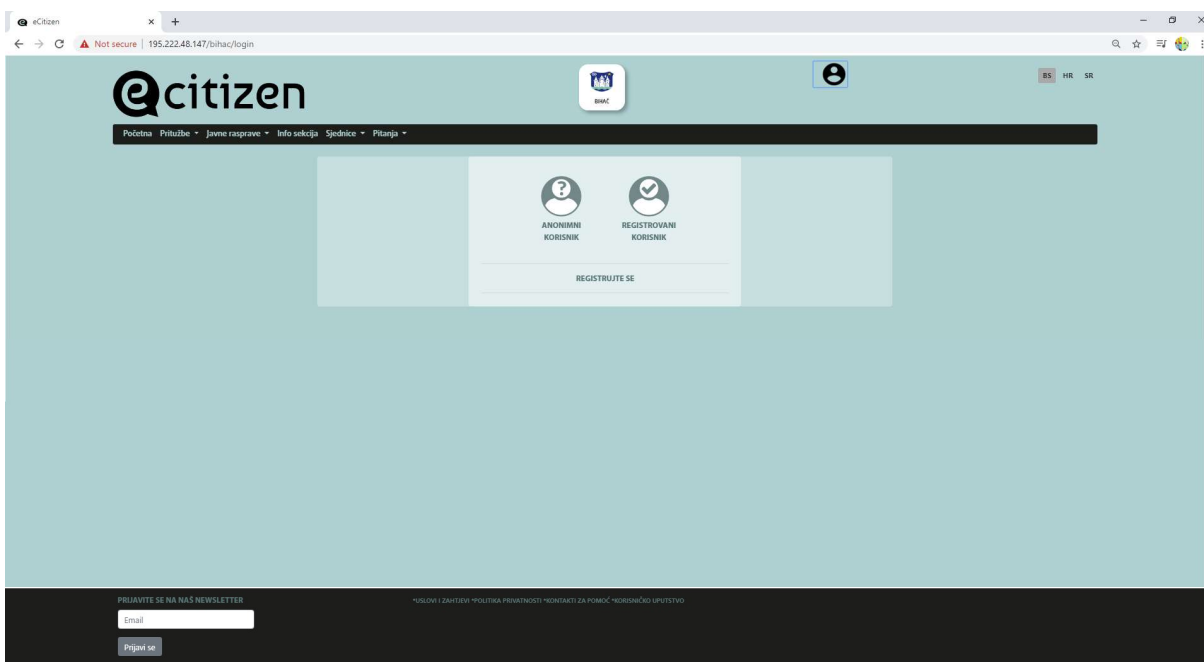 eCitizen
Not secure | 195.222.48.147/bihac/login
ecitizen
BIHAĆ
BS HR SR
Početna Pritužbe Javne rasprave Info sekcija Sjednice Pitanja
ANONIMNI
KORISNIK
REGISTROVANI
KORISNIK
REGISTRUJTE SE
PRIJAVITE SE NA NAŠ NEWSLETTER
*USLOVI I ZAHTJEVI *POLITIKA PRIVATNOSTI *KONTAKTI ZA POMOĆ *KORISNIČKO UPUTSTVO
Email
Prijavi se